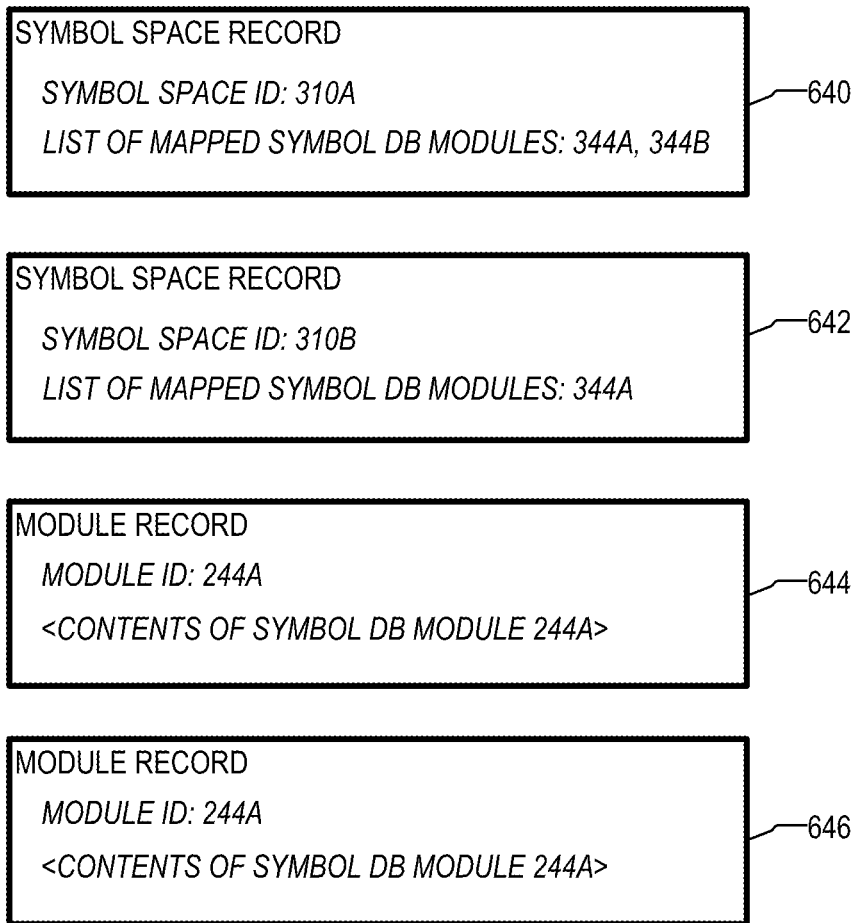 SYMBOL SPACE RECORD
SYMBOL SPACE ID: 310A
640
LIST OF MAPPED SYMBOL DB MODULES: 344A, 344B
SYMBOL SPACE RECORD
642
SYMBOL SPACE ID: 310B
LIST OF MAPPED SYMBOL DB MODULES: 344A
MODULE RECORD
MODULE ID: 244A
644
<CONTENTS OF SYMBOL DB MODULE 244A>
MODULE RECORD
MODULE ID: 244A
646
<CONTENTS OF SYMBOL DB MODULE 244A>